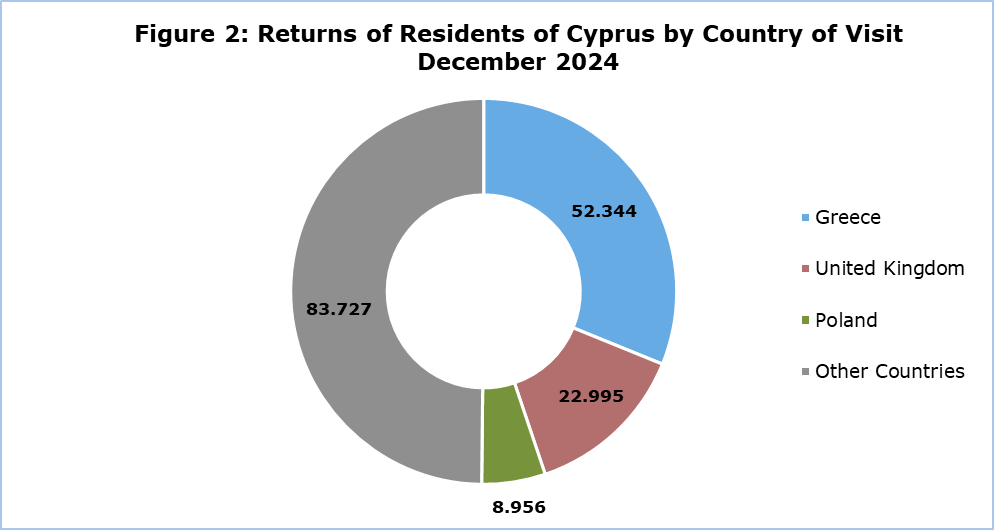 Figure 2: Returns of Residents of Cyprus by Country of Visit
December 2024
52.344
22.995
8.956
83.727
Greece
United Kingdom
Poland
Other Countries